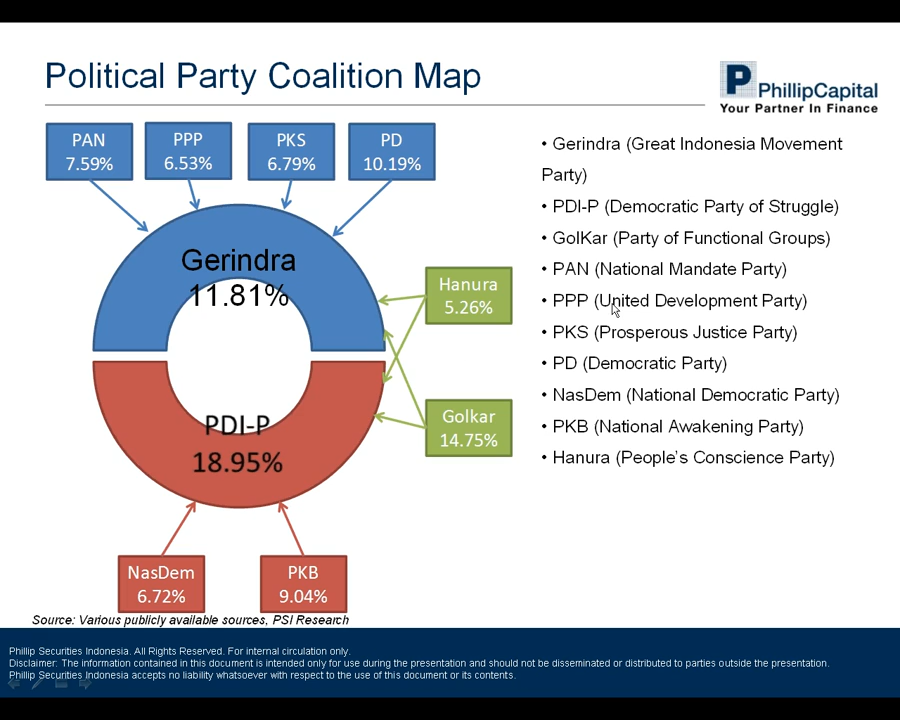 Political Party Coalition Map
P PhillipCapital
Your Partner In Finance
PAN
7.59%
PPP
6.53%
PKS
6.79%
PD
10.19%
Gerindra
11.81%
Hanura
5.26%
Golkar
14.75%
PDI-P
18.95%
NasDem
6.72%
PKB
9.04%
• Gerindra (Great Indonesia Movement
Party)
• PDI-P (Democratic Party of Struggle)
• GolKar (Party of Functional Groups)
• PAN (National Mandate Party)
• PPP (United Development Party)
• PKS (Prosperous Justice Party)
• PD (Democratic Party)
• NasDem (National Democratic Party)
• PKB (National Awakening Party)
• Hanura (People’s Conscience Party)
Source: Various publicly available sources, PSI Research
Phillip Securities Indonesia. All Rights Reserved. For internal circulation only.
Disclaimer: The information contained in this document is intended only for use during the presentation and should not be disseminated or distributed to parties outside the presentation.
Phillip Securities Indonesia accepts no liability whatsoever with respect to the use of this document or its contents.